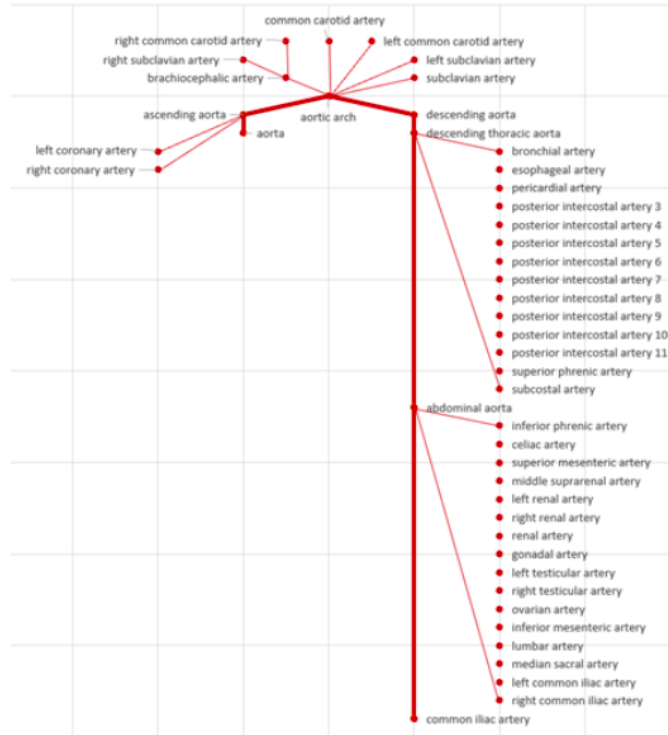 common carotid artery
right common carotid artery
left common carotid artery
right subclavian artery
left subclavian artery
brachiocephalic artery
subclavian artery
ascending aorta
aortic arch
descending aorta
aorta
descending thoracic aorta
left coronary artery
bronchial artery
right coronary artery
esophageal artery
pericardial artery
posterior intercostal artery 3
posterior intercostal artery 4
posterior intercostal artery 5
posterior intercostal artery 6
posterior intercostal artery 7
posterior intercostal artery 8
posterior intercostal artery 9
posterior intercostal artery 10
posterior intercostal artery 11
superior phrenic artery
subcostal artery
abdominal aorta
inferior phrenic artery
celiac artery
superior mesenteric artery
middle suprarenal artery
left renal artery
right renal artery
renal artery
gonadal artery
left testicular artery
right testicular artery
ovarian artery
inferior mesenteric artery
lumbar artery
median sacral artery
left common iliac artery
right common iliac artery
common iliac artery